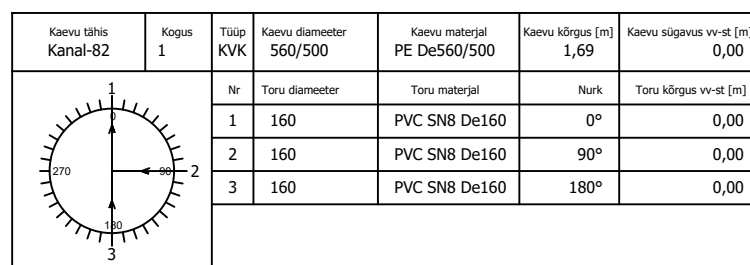 Kaevu tähis Kogus Tüüp Kaevu diameeter Kaevu materjal Kaevu kõrgus [m] Kaevu sügavus vv-st [m]
Kanal-82 1 KVK 560/500 PE De560/500 1,69 0,00
Nr Toru diameeter Toru materjal Nurk Toru kõrgus vv-st [m]
1 160 PVC SN8 De160 0° 0,00
2 160 PVC SN8 De160 90° 0,00
3 160 PVC SN8 De160 180° 0,00
1
0
270 90 2
180
3